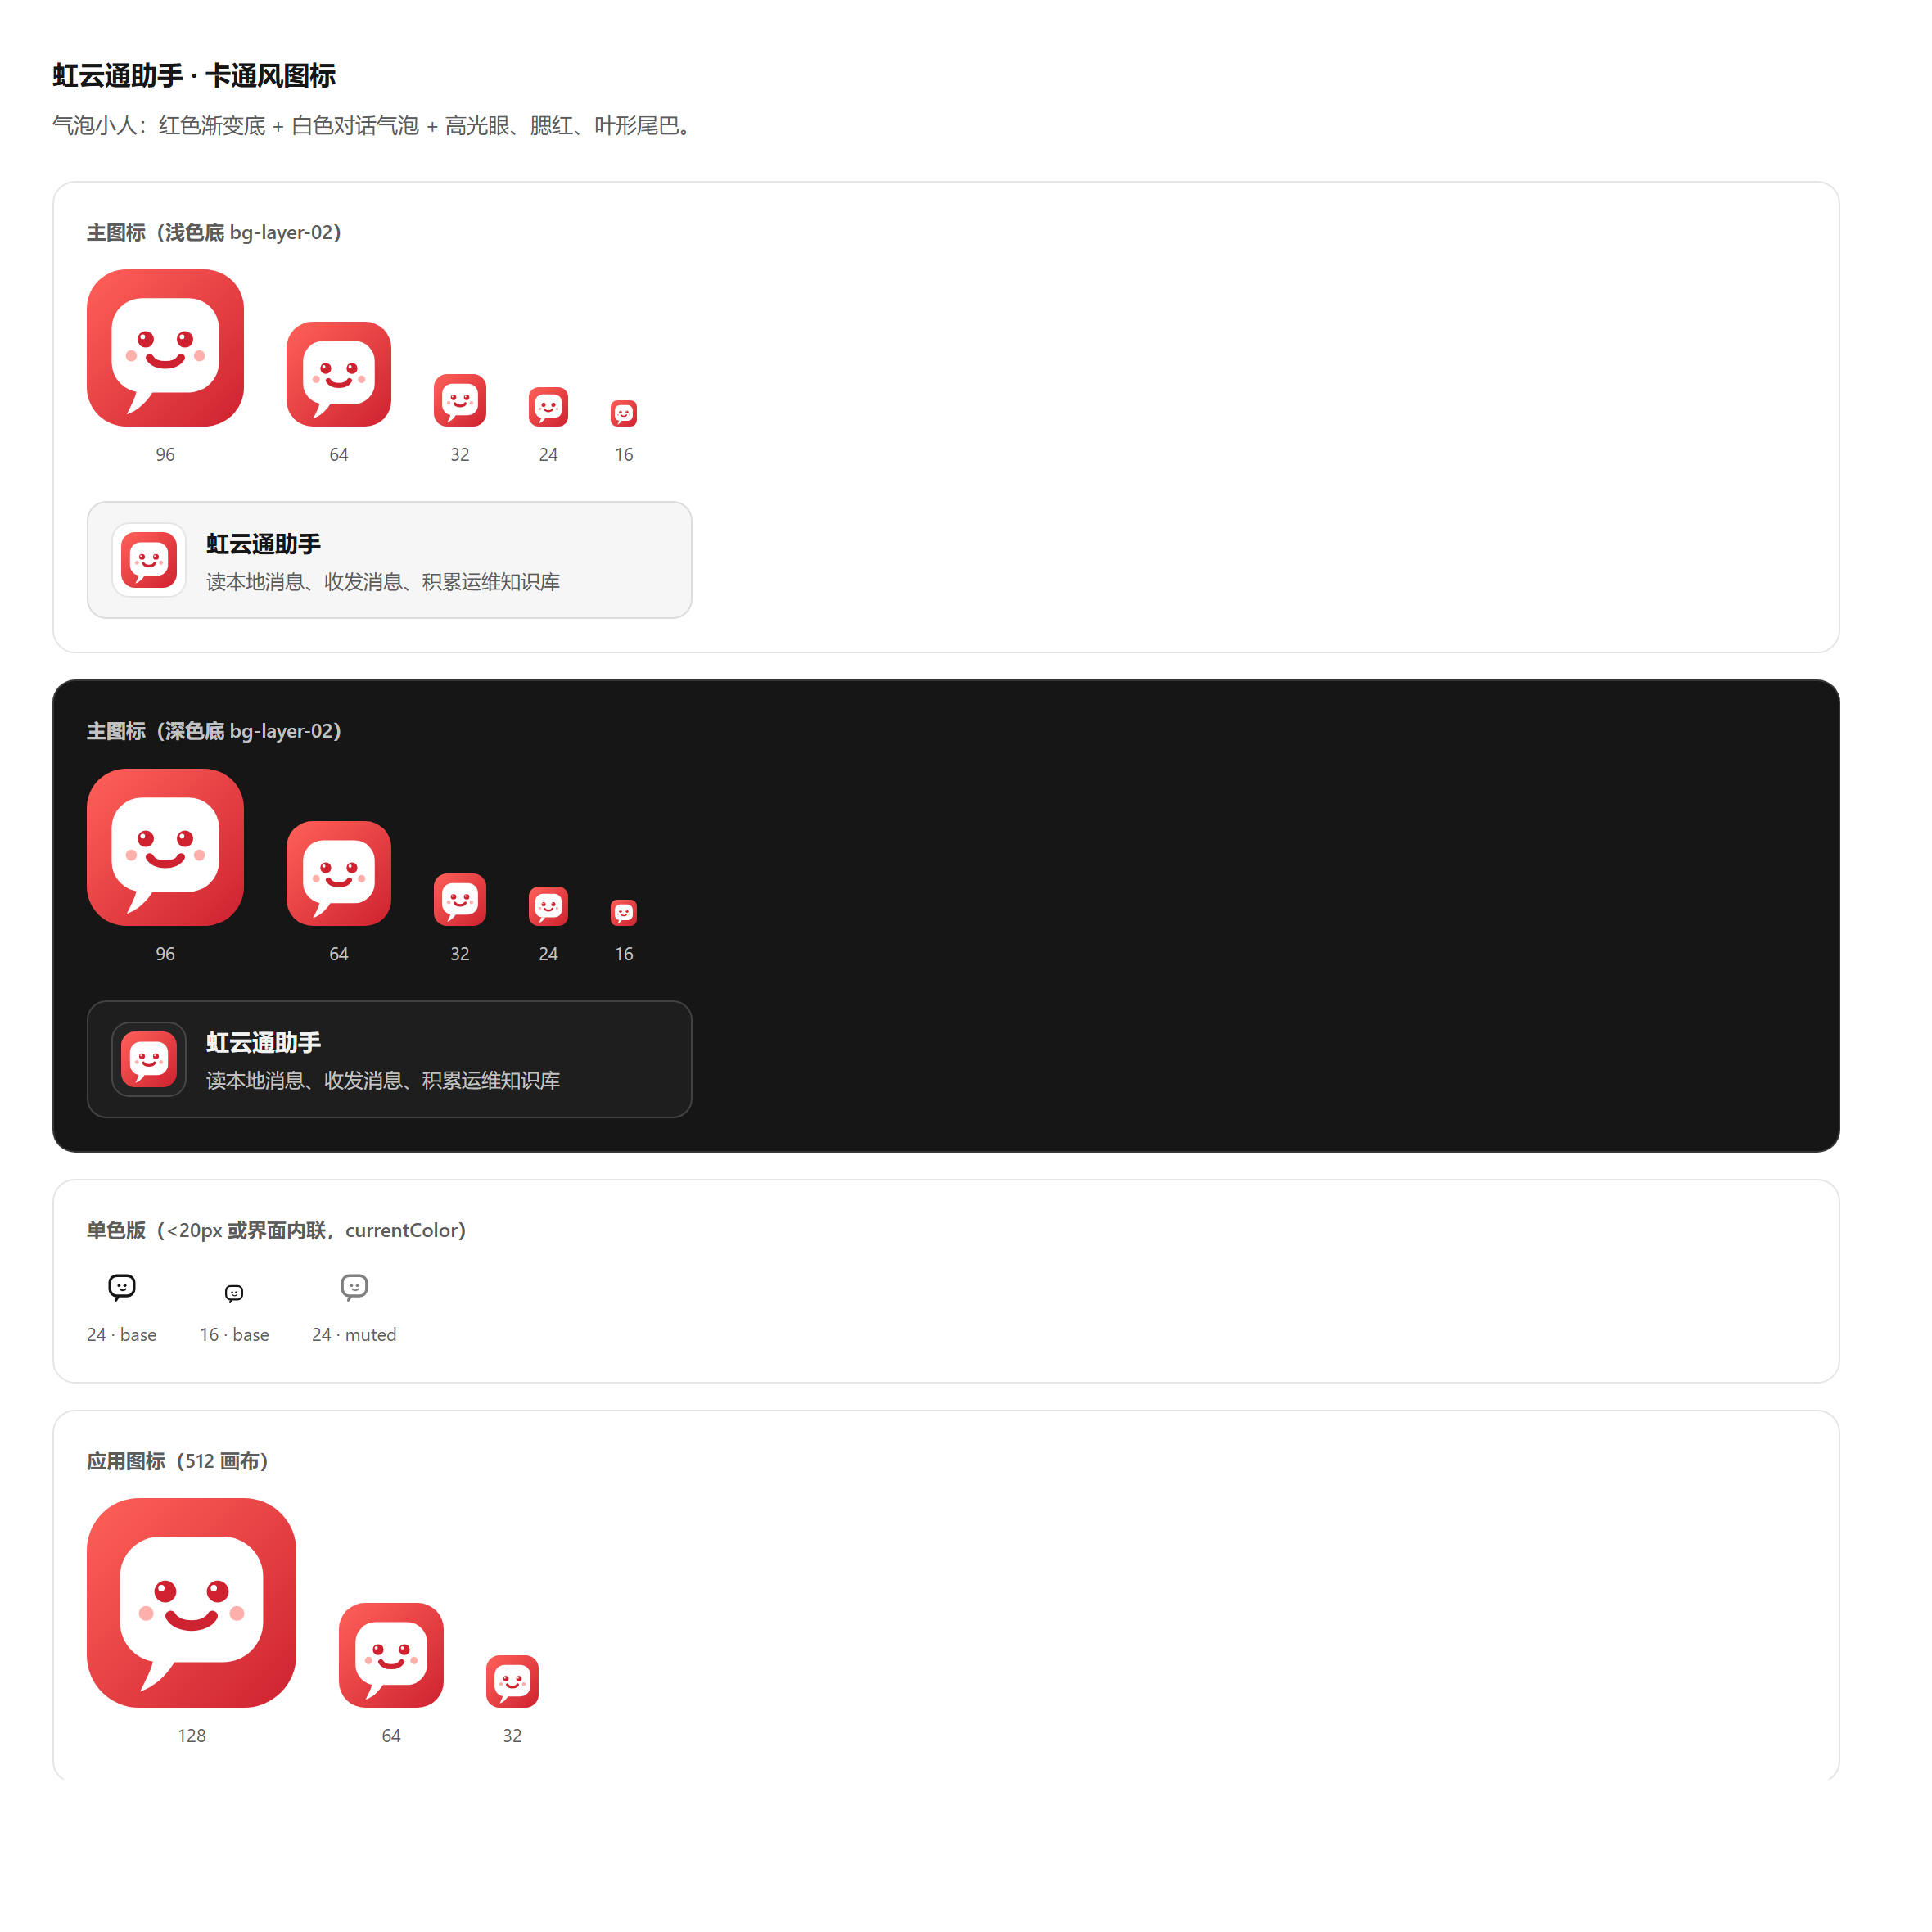 虹云通助手 · 卡通风图标
气泡小人：红色渐变底 + 白色对话气泡 + 高光眼、腮红、叶形尾巴。
主图标（浅色底 bg-layer-02）
96 64 32 24 16
虹云通助手
读本地消息、收发消息、积累运维知识库
主图标（深色底 bg-layer-02）
96 64 32 24 16
虹云通助手
读本地消息、收发消息、积累运维知识库
单色版（<20px 或界面内联，currentColor）
24 · base 16 · base 24 · muted
应用图标（512 画布）
128 64 32